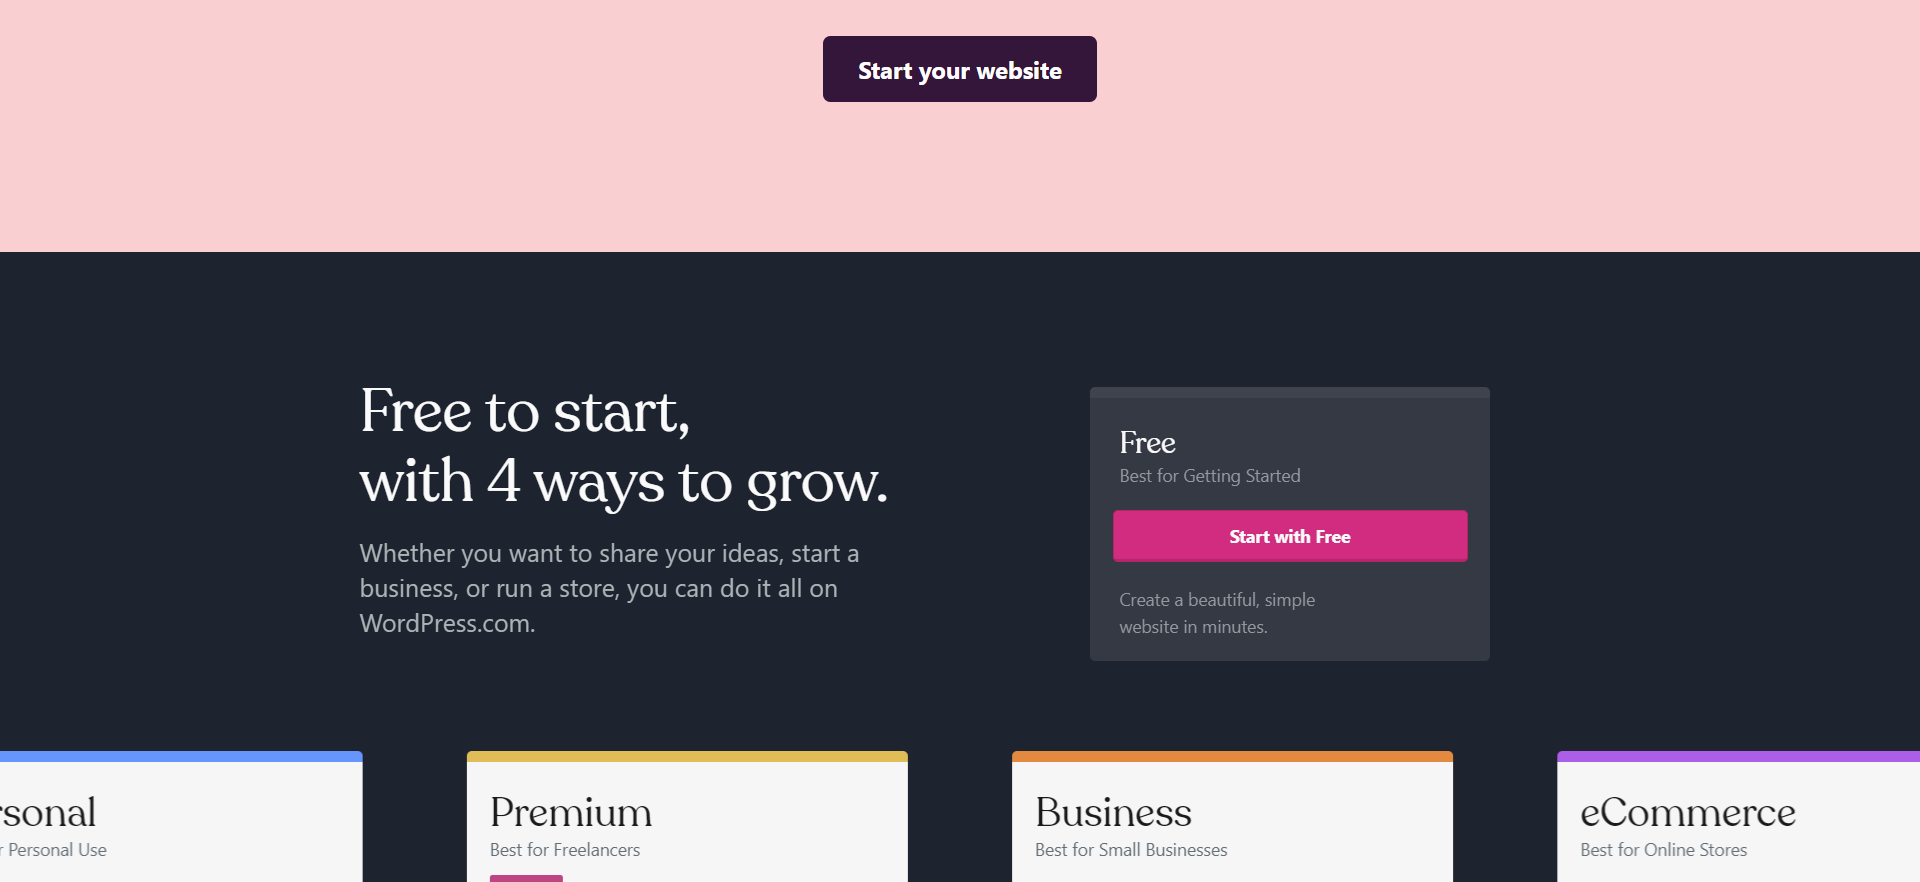 Start your website
Free to start,
with 4 ways to grow.
Whether you want to share your ideas, start a
business, or run a store, you can do it all on
WordPress.com.
Free
Best for Getting Started
Start with Free
Create a beautiful, simple
website in minutes.
rsonal
r Personal Use
Premium
Best for Freelancers
Business
Best for Small Businesses
eCommerce
Best for Online Stores